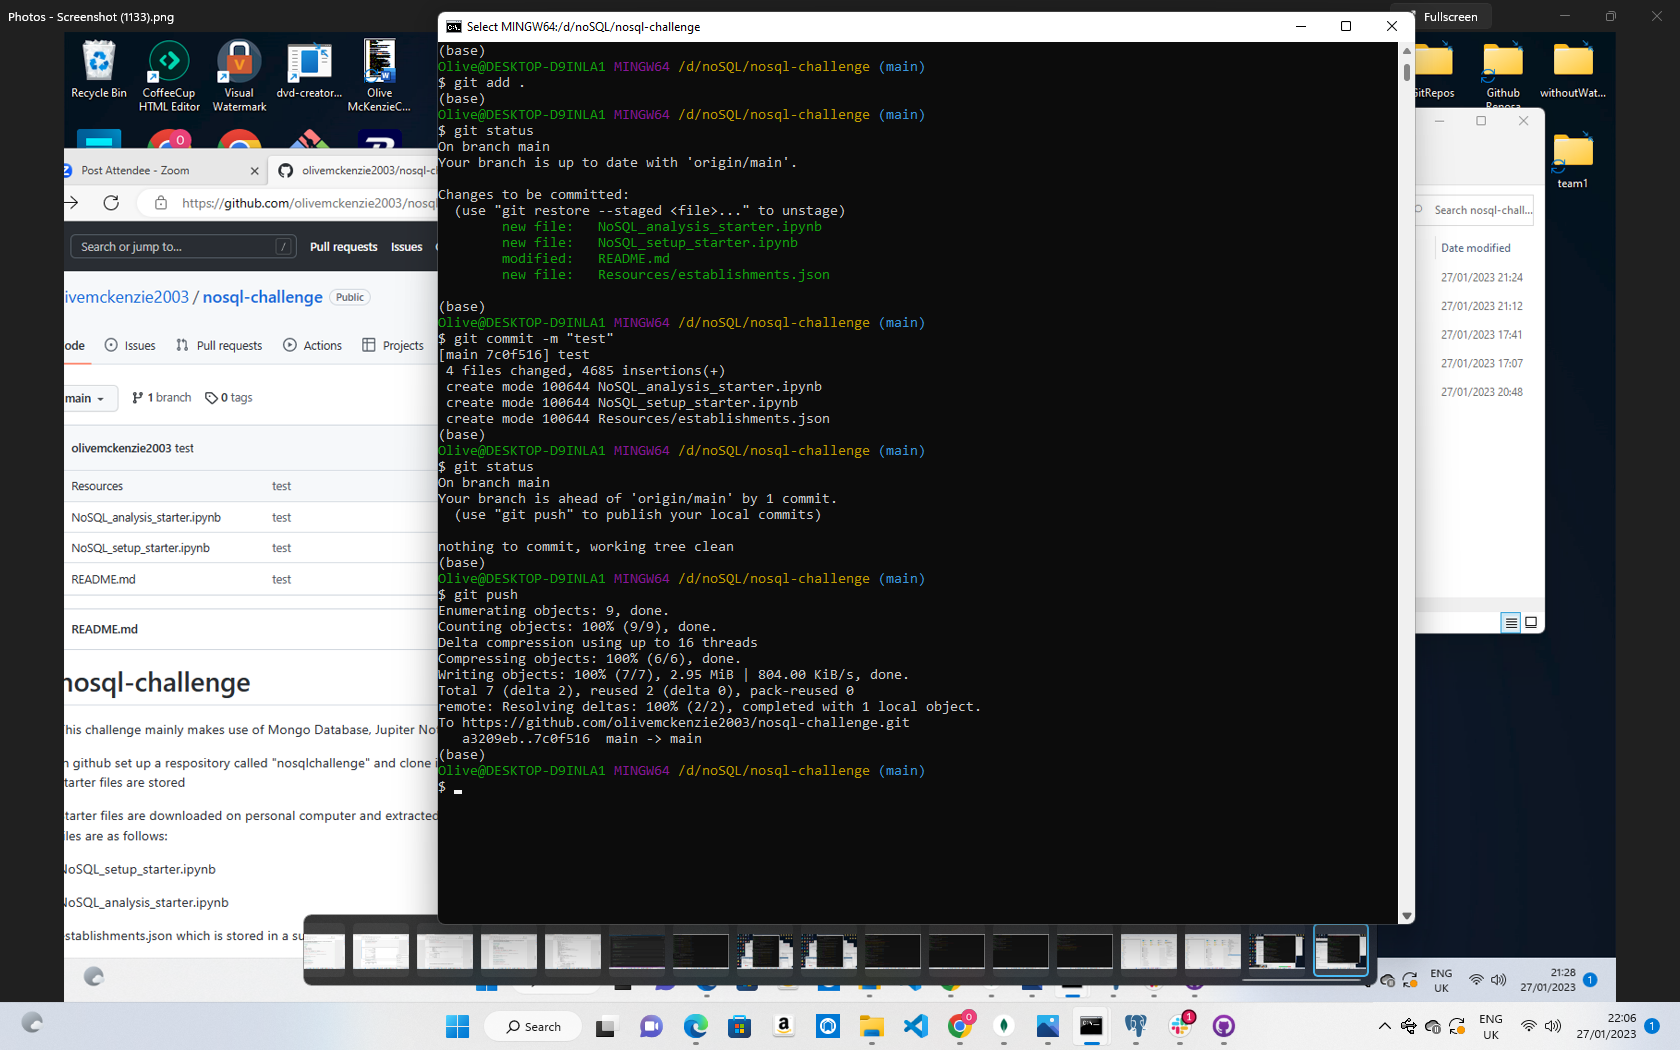 Photos - Screenshot (1133).png
Fullscreen
Select MINGW64:/d/noSQL/nosql-challenge
Recycle Bin
CoffeeCup
HTML Editor
Visual
Watermark
dvd-creator...
Olive
McKenzieC...
GitRepos
Github
withoutWat...
team1
Post Attendee - Zoom
olivemckenzie2003/nosql-c
https://github.com/olivemckenzie2003/nosq
Search or jump to...
/
Pull requests
Issues
ivemckenzie2003 / nosql-challenge
Public
ode
Issues
Pull requests
Actions
Projects
main
1 branch
0 tags
olivemckenzie2003 test
Resources test
NoSQL_analysis_starter.ipynb test
NoSQL_setup_starter.ipynb test
README.md test
README.md
nosql-challenge
his challenge mainly makes use of Mongo Database, Jupiter No
n github set up a respository called "nosqlchallenge" and clone i
tarter files are stored
tarter files are downloaded on personal computer and extracted
iles are as follows:
NoSQL_setup_starter.ipynb
NoSQL_analysis_starter.ipynb
stablishments.json which is stored in a su
(base)
Olive@DESKTOP-D9INLA1 MINGW64 /d/noSQL/nosql-challenge (main)
$ git add .
(base)
Olive@DESKTOP-D9INLA1 MINGW64 /d/noSQL/nosql-challenge (main)
$ git status
On branch main
Your branch is up to date with 'origin/main'.
Changes to be committed:
(use "git restore --staged <file>..." to unstage)
new file: NoSQL_analysis_starter.ipynb
new file: NoSQL_setup_starter.ipynb
modified: README.md
new file: Resources/establishments.json
(base)
Olive@DESKTOP-D9INLA1 MINGW64 /d/noSQL/nosql-challenge (main)
$ git commit -m "test"
[main 7c0f516] test
4 files changed, 4685 insertions(+)
create mode 100644 NoSQL_analysis_starter.ipynb
create mode 100644 NoSQL_setup_starter.ipynb
create mode 100644 Resources/establishments.json
(base)
Olive@DESKTOP-D9INLA1 MINGW64 /d/noSQL/nosql-challenge (main)
$ git status
On branch main
Your branch is ahead of 'origin/main' by 1 commit.
(use "git push" to publish your local commits)
nothing to commit, working tree clean
(base)
Olive@DESKTOP-D9INLA1 MINGW64 /d/noSQL/nosql-challenge (main)
$ git push
Enumerating objects: 9, done.
Counting objects: 100% (9/9), done.
Delta compression using up to 16 threads
Compressing objects: 100% (6/6), done.
Writing objects: 100% (7/7), 2.95 MiB | 804.00 KiB/s, done.
Total 7 (delta 2), reused 2 (delta 0), pack-reused 0
remote: Resolving deltas: 100% (2/2), completed with 1 local object.
To https://github.com/olivemckenzie2003/nosql-challenge.git
a3209eb..7c0f516 main -> main
(base)
Olive@DESKTOP-D9INLA1 MINGW64 /d/noSQL/nosql-challenge (main)
$
Search nosql-chall...
Date modified
27/01/2023 21:24
27/01/2023 21:12
27/01/2023 17:41
27/01/2023 17:07
27/01/2023 20:48
ENG
UK
21:28
27/01/2023
1
Search
ENG
UK
22:06
27/01/2023
1